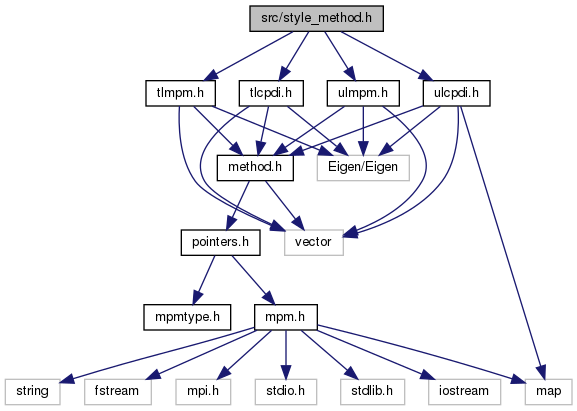 src/style_method.h
tlmpm.h
tlcpdi.h
ulmpm.h
ulcpdi.h
method.h
Eigen/Eigen
pointers.h
vector
mpmtype.h
mpm.h
string
fstream
mpi.h
stdio.h
stdlib.h
iostream
map